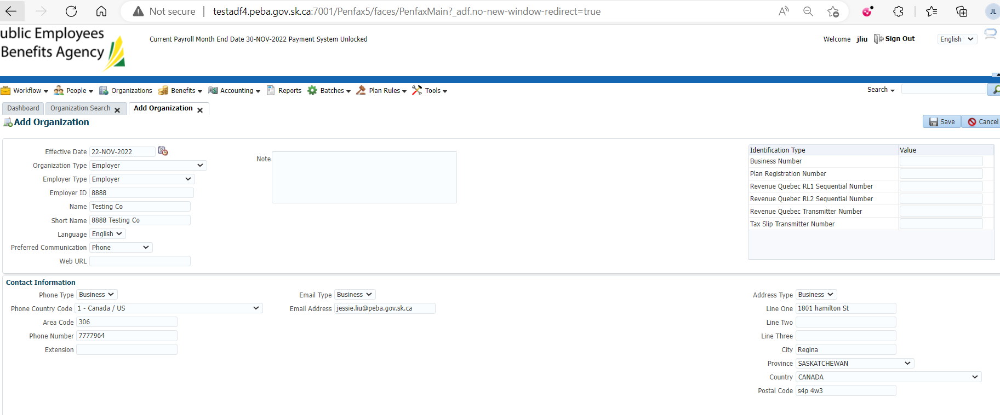 Not secure | testadf4.peba.gov.sk.ca:7001/Penfax5/faces/PenfaxMain?_adf.no-new-window-redirect=true
JL
ublic Employees
Benefits Agency
Current Payroll Month End Date 30-NOV-2022 Payment System Unlocked
Welcome jliu Sign Out English
Workflow People Organizations Benefits Accounting Reports Batches Plan Rules Tools Search
Dashboard Organization Search Add Organization
Add Organization
Save Cancel
Effective Date 22-NOV-2022
Organization Type Employer
Employer Type Employer
Employer ID 8888
Name Testing Co
Short Name 8888 Testing Co
Language English
Preferred Communication Phone
Web URL
Note
Identification Type Value
Business Number
Plan Registration Number
Revenue Quebec RL1 Sequential Number
Revenue Quebec RL2 Sequential Number
Revenue Quebec Transmitter Number
Tax Slip Transmitter Number
Contact Information
Phone Type Business
Phone Country Code 1 - Canada / US
Area Code 306
Phone Number 7777964
Extension
Email Type Business
Email Address jessie.liu@peba.gov.sk.ca
Address Type Business
Line One 1801 hamilton St
Line Two
Line Three
City Regina
Province SASKATCHEWAN
Country CANADA
Postal Code s4p 4w3